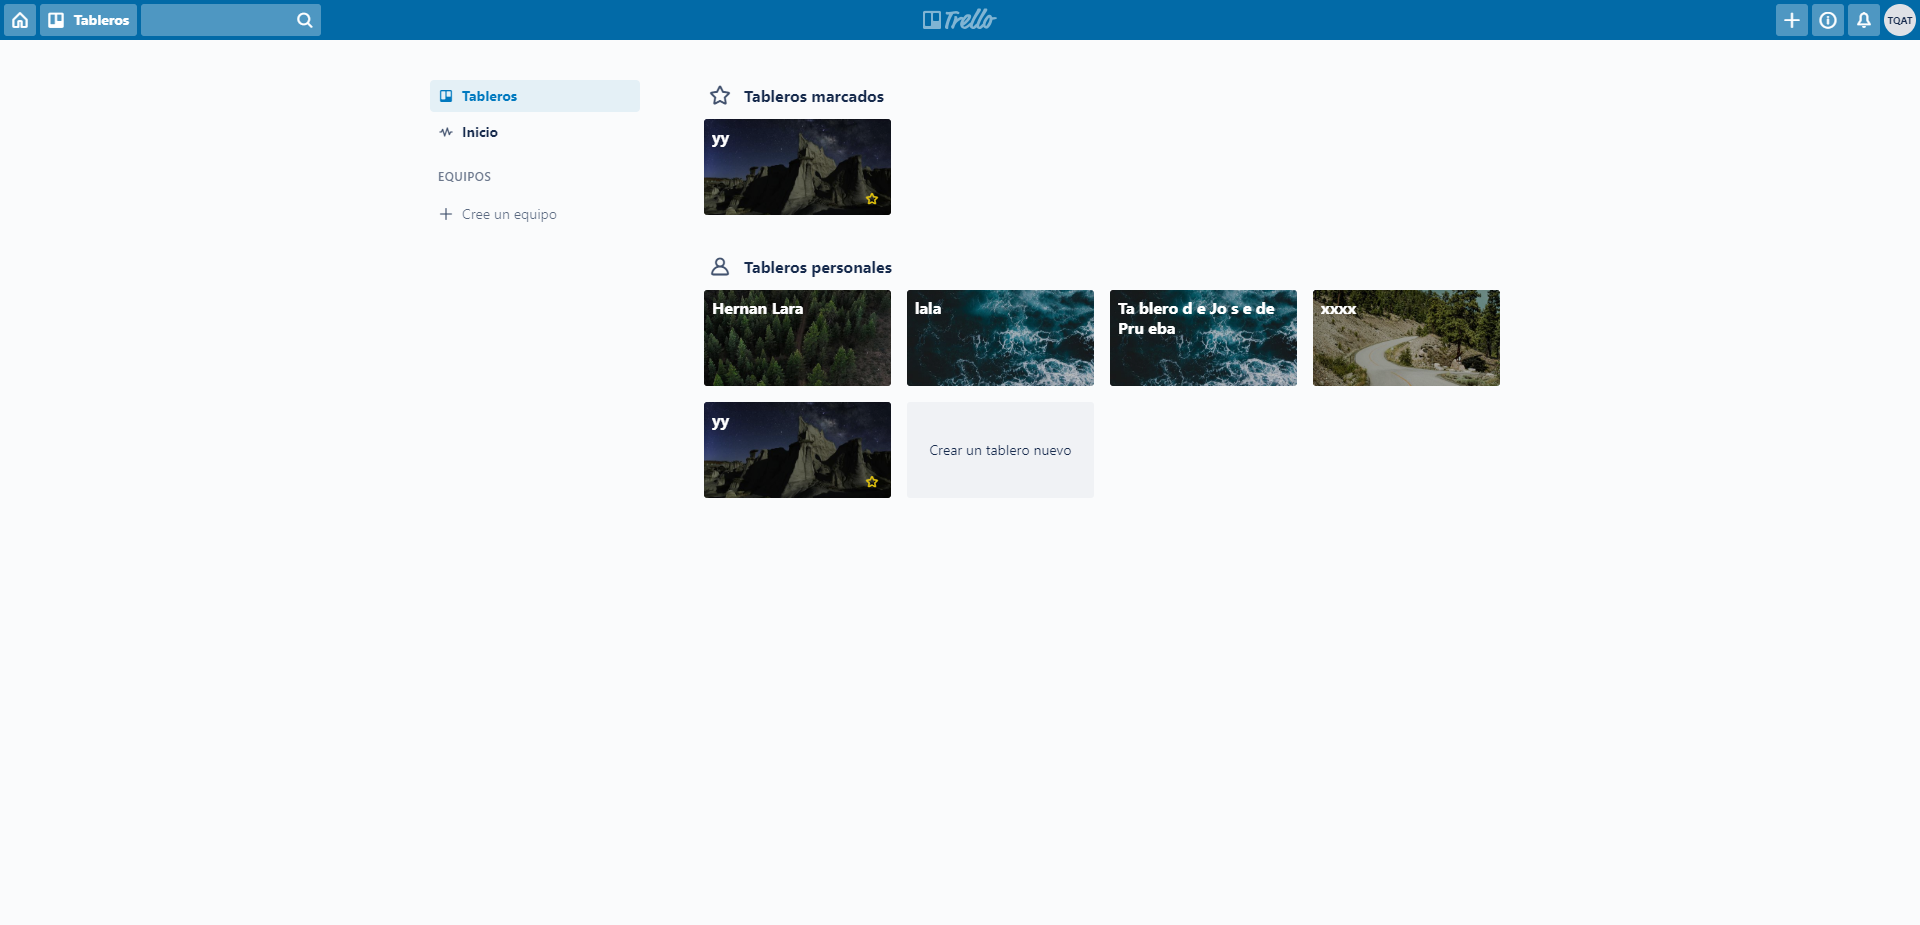 Tableros
Trello
TQAT
Tableros
Inicio
EQUIPOS
Cree un equipo
Tableros marcados
yy
Tableros personales
Hernan Lara
lala
Ta blero d e Jo s e de
Pru eba
xxxx
yy
Crear un tablero nuevo